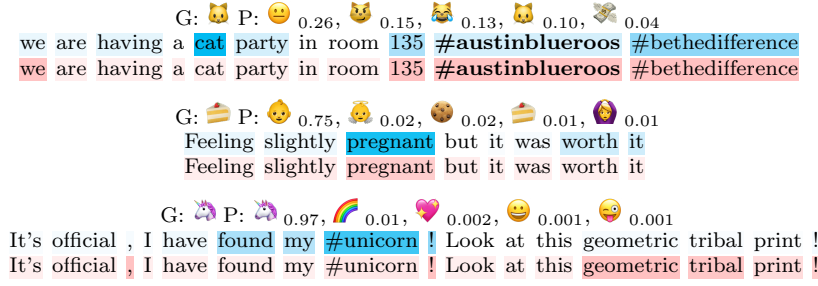 G: 🐱 P: 😐 0.26, 😼 0.15, 😹 0.13, 🐱 0.10, 💸 0.04
we are having a cat party in room 135 #austinblueroos #bethedifference
we are having a cat party in room 135 #austinblueroos #bethedifference
G: 🍰 P: 👶 0.75, 👼 0.02, 🍪 0.02, 🍰 0.01, 🙆‍♀️ 0.01
Feeling slightly pregnant but it was worth it
Feeling slightly pregnant but it was worth it
G: 🦄 P: 🦄 0.97, 🌈 0.01, 💖 0.002, 😀 0.001, 😜 0.001
It's official , I have found my #unicorn ! Look at this geometric tribal print !
It's official , I have found my #unicorn ! Look at this geometric tribal print !